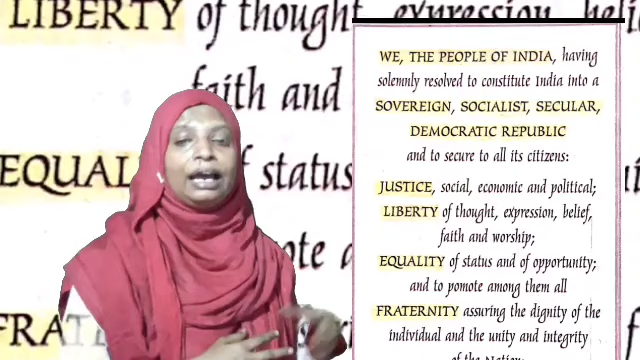 LIBERTY of thought, expression, beli
faith and
EQUAL f status
mote a
FRAT
WE, THE PEOPLE OF INDIA, having
solemnly resolved to constitute India into a
SOVEREIGN, SOCIALIST, SECULAR,
DEMOCRATIC REPUBLIC
and to secure to all its citizens:
JUSTICE, social, economic and political;
LIBERTY of thought, expression, belief,
faith and worship;
EQUALITY of status and of opportunity;
and to pomote among them all
FRATERNITY assuring the dignity of the
individual and the unity and integrity
of the Nation;